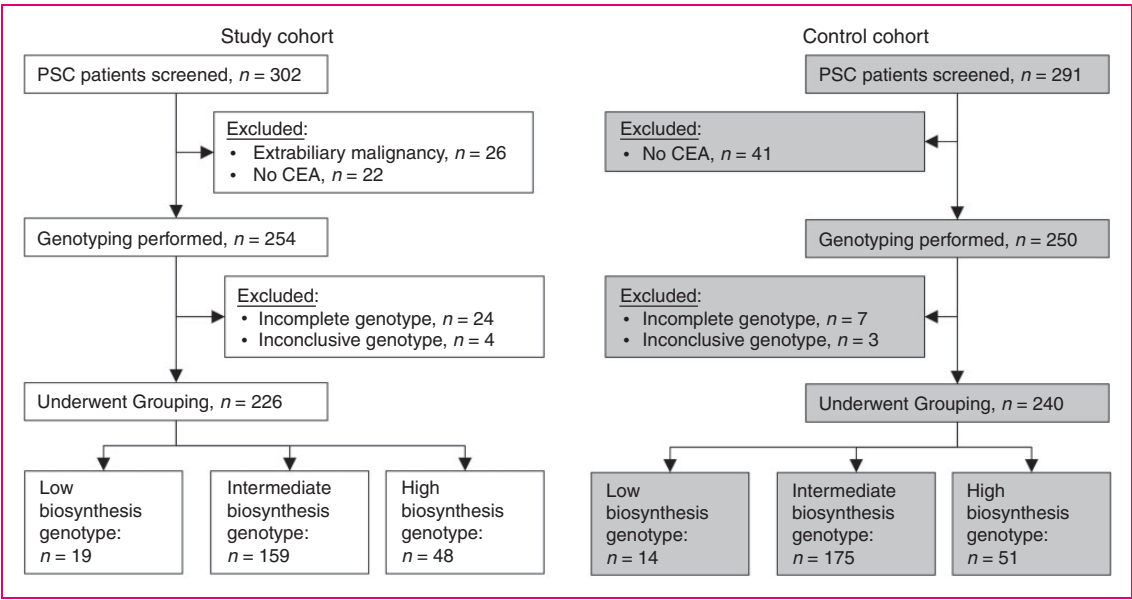 Study cohort
PSC patients screened, n = 302
Excluded:
• Extrabiliary malignancy, n = 26
• No CEA, n = 22
Genotyping performed, n = 254
Excluded:
• Incomplete genotype, n = 24
• Inconclusive genotype, n = 4
Underwent Grouping, n = 226
Low
biosynthesis
genotype:
n = 19
Intermediate
biosynthesis
genotype:
n = 159
High
biosynthesis
genotype:
n = 48
Control cohort
PSC patients screened, n = 291
Excluded:
• No CEA, n = 41
Genotyping performed, n = 250
Excluded:
• Incomplete genotype, n = 7
• Inconclusive genotype, n = 3
Underwent Grouping, n = 240
Low
biosynthesis
genotype:
n = 14
Intermediate
biosynthesis
genotype:
n = 175
High
biosynthesis
genotype:
n = 51